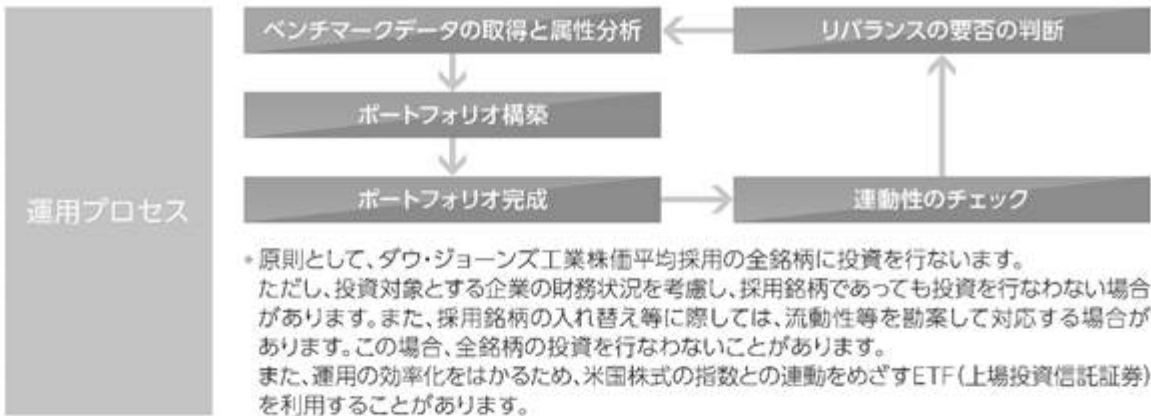 ベンチマークデータの取得と属性分析
リバランスの要否の判断
ポートフォリオ構築
ポートフォリオ完成
連動性のチェック
運用プロセス
*原則として、ダウ・ジョーンズ工業株価平均採用の全銘柄に投資を行ないます。
ただし、投資対象とする企業の財務状況を考慮し、採用銘柄であっても投資を行なわない場合
があります。また、採用銘柄の入れ替え等に際しては、流動性等を勘案して対応する場合が
あります。この場合、全銘柄の投資を行なわないことがあります。
また、運用の効率化をはかるため、米国株式の指数との連動をめざすETF(上場投資信託証券)
を利用することがあります。